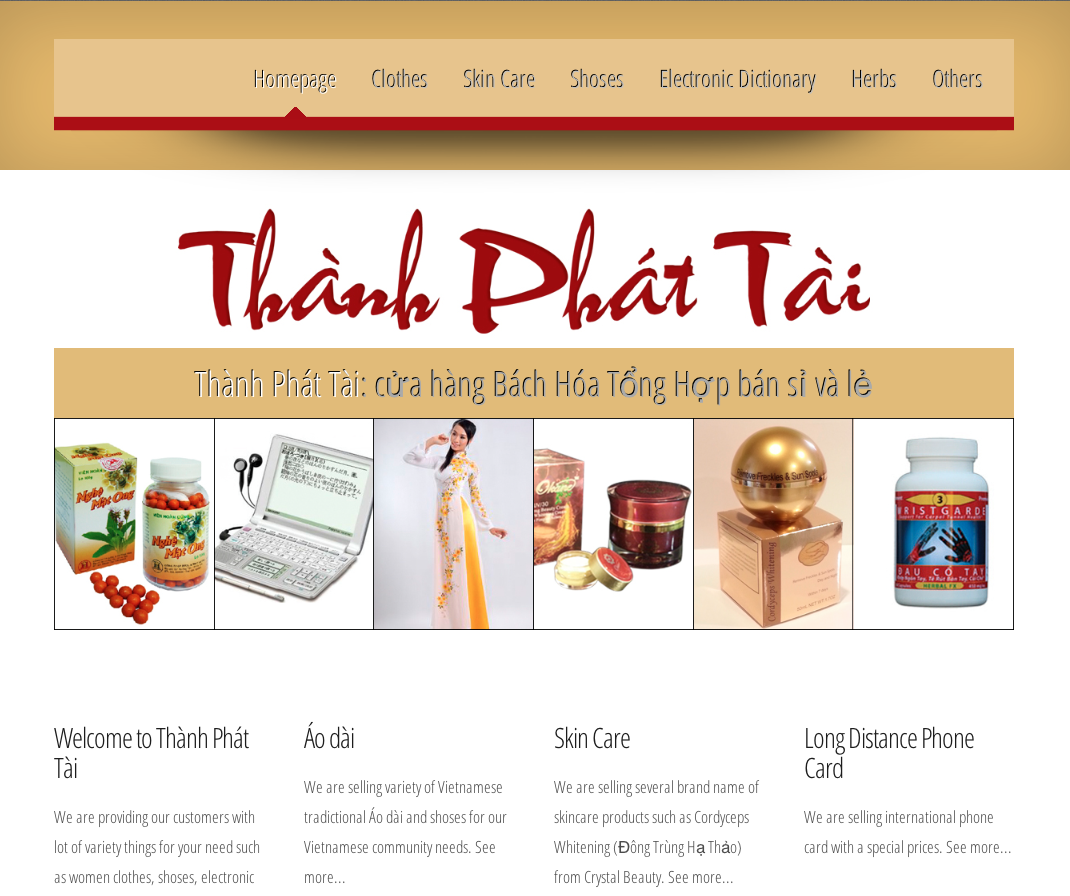 Homepage Clothes Skin Care Shoses Electronic Dictionary Herbs Others
Thành Phát Tài
Thành Phát Tài: cửa hàng Bách Hóa Tổng Hợp bán sỉ và lẻ
Nghệ
Mật Ong
Nghệ
Mật Ong
Remove Freckles & Sun Spots
Cordyceps Whitening
3
WRISTGARDE
ĐAU CỔ TAY
HERBAL FX
Welcome to Thành Phát
Tài
We are providing our customers with
lot of variety things for your need such
as women clothes, shoses, electronic
Áo dài
We are selling variety of Vietnamese
tradictional Áo dài and shoses for our
Vietnamese community needs. See
more...
Skin Care
We are selling several brand name of
skincare products such as Cordyceps
Whitening (Đông Trùng Hạ Thảo)
from Crystal Beauty. See more...
Long Distance Phone
Card
We are selling international phone
card with a special prices. See more...